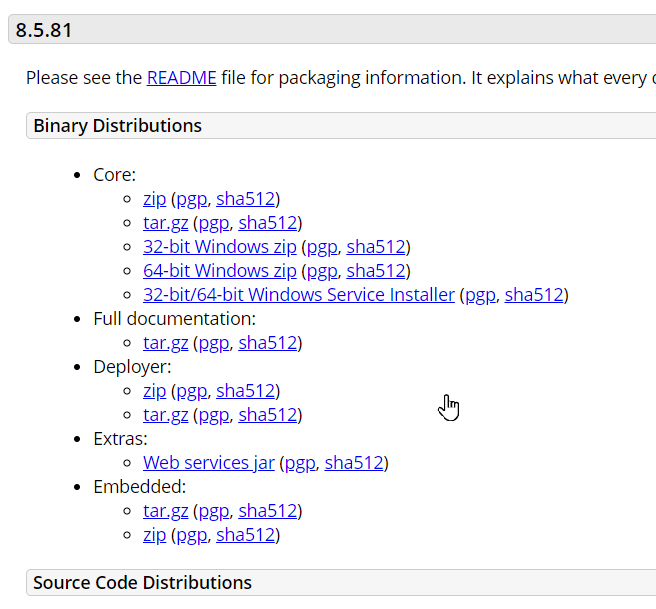 8.5.81
Please see the README file for packaging information. It explains what every
Binary Distributions
Core:
zip (pgp, sha512)
tar.gz (pgp, sha512)
32-bit Windows zip (pgp, sha512)
64-bit Windows zip (pgp, sha512)
32-bit/64-bit Windows Service Installer (pgp, sha512)
Full documentation:
tar.gz (pgp, sha512)
Deployer:
zip (pgp, sha512)
tar.gz (pgp, sha512)
Extras:
Web services jar (pgp, sha512)
Embedded:
tar.gz (pgp, sha512)
zip (pgp, sha512)
Source Code Distributions